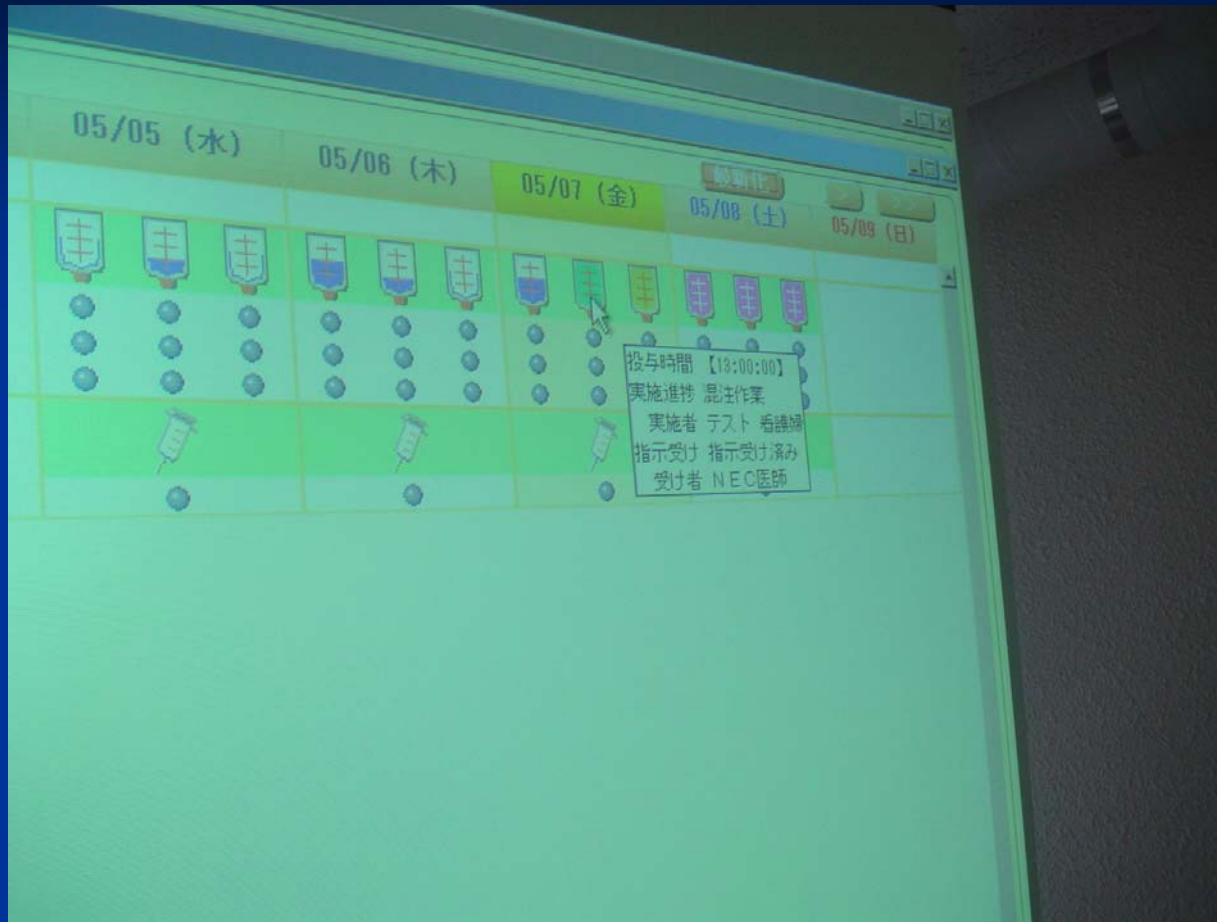 05/05 (水)
05/06 (木)
05/07 (金)
05/08 (土)
05/09 (日)
投与時間 【13:00:00】
実施進捗 混注作業
実施者 テスト 看護婦
指示受け 指示受け済み
受け者 NEC医師